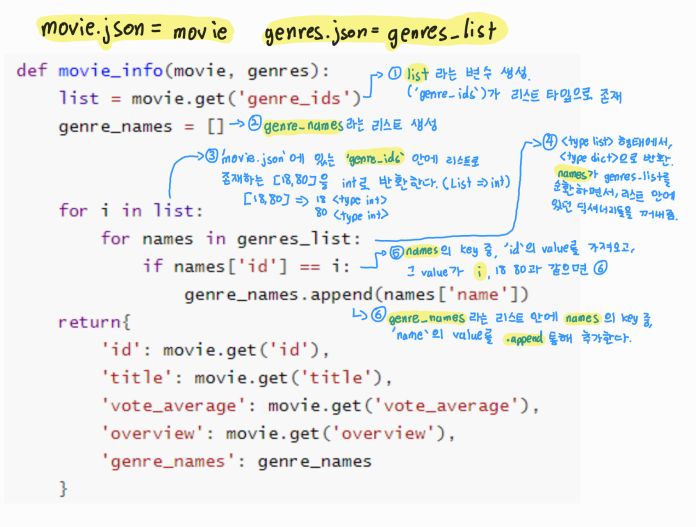 movie.json = movie genres.json = genres_list
def movie_info(movie, genres):
list = movie.get('genre_ids')
① list 라는 변수 생성.
('genre_ids')가 리스트 타입으로 존재
genre_names = []
② genre_names라는 리스트 생성
③ 'movie.json'에 있는 'genre_ids' 안에 리스트로
존재하는 [18,80]을 int로 반환한다. (List ⇒ int)
[18,80] ⇒ 18 <type int>
80 <type int>
④ <type list> 형태에서,
<type dict>으로 반환.
names가 genres_list를
순환하면서, 리스트 안에
있던 딕셔너리들을 꺼내줌.
for i in list:
for names in genres_list:
if names['id'] == i:
⑤ names의 key 중, 'id'의 value를 가져오고,
그 value가 i, 18 80과 같으면 ⑥
genre_names.append(names['name'])
⑥ genre_names 라는 리스트 안에 names 의 key 중,
'name'의 value를 .append 통해 추가한다.
return{
'id': movie.get('id'),
'title': movie.get('title'),
'vote_average': movie.get('vote_average'),
'overview': movie.get('overview'),
'genre_names': genre_names
}